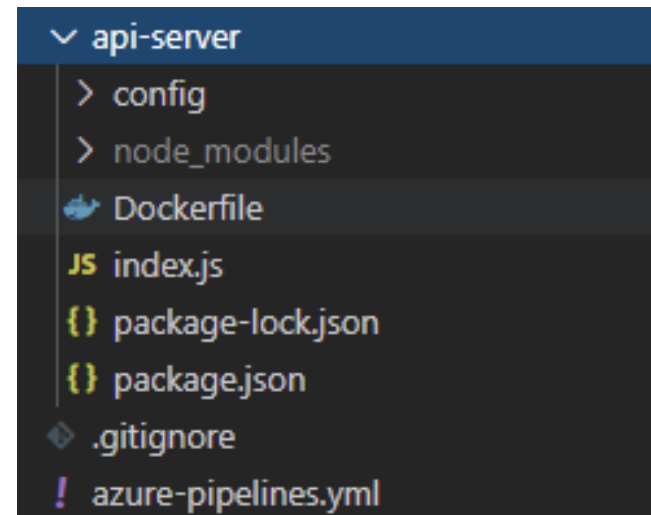 api-server
config
node_modules
Dockerfile
JS index.js
{} package-lock.json
{} package.json
.gitignore
! azure-pipelines.yml